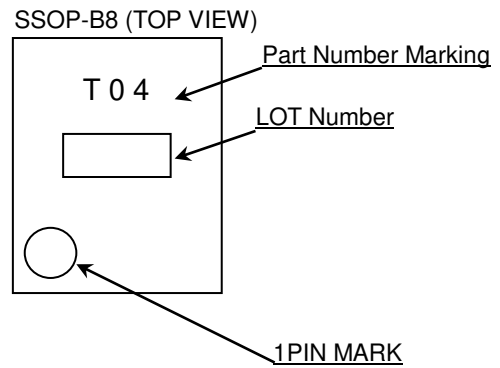 SSOP-B8 (TOP VIEW)
Part Number Marking
T 0 4
LOT Number
1PIN MARK